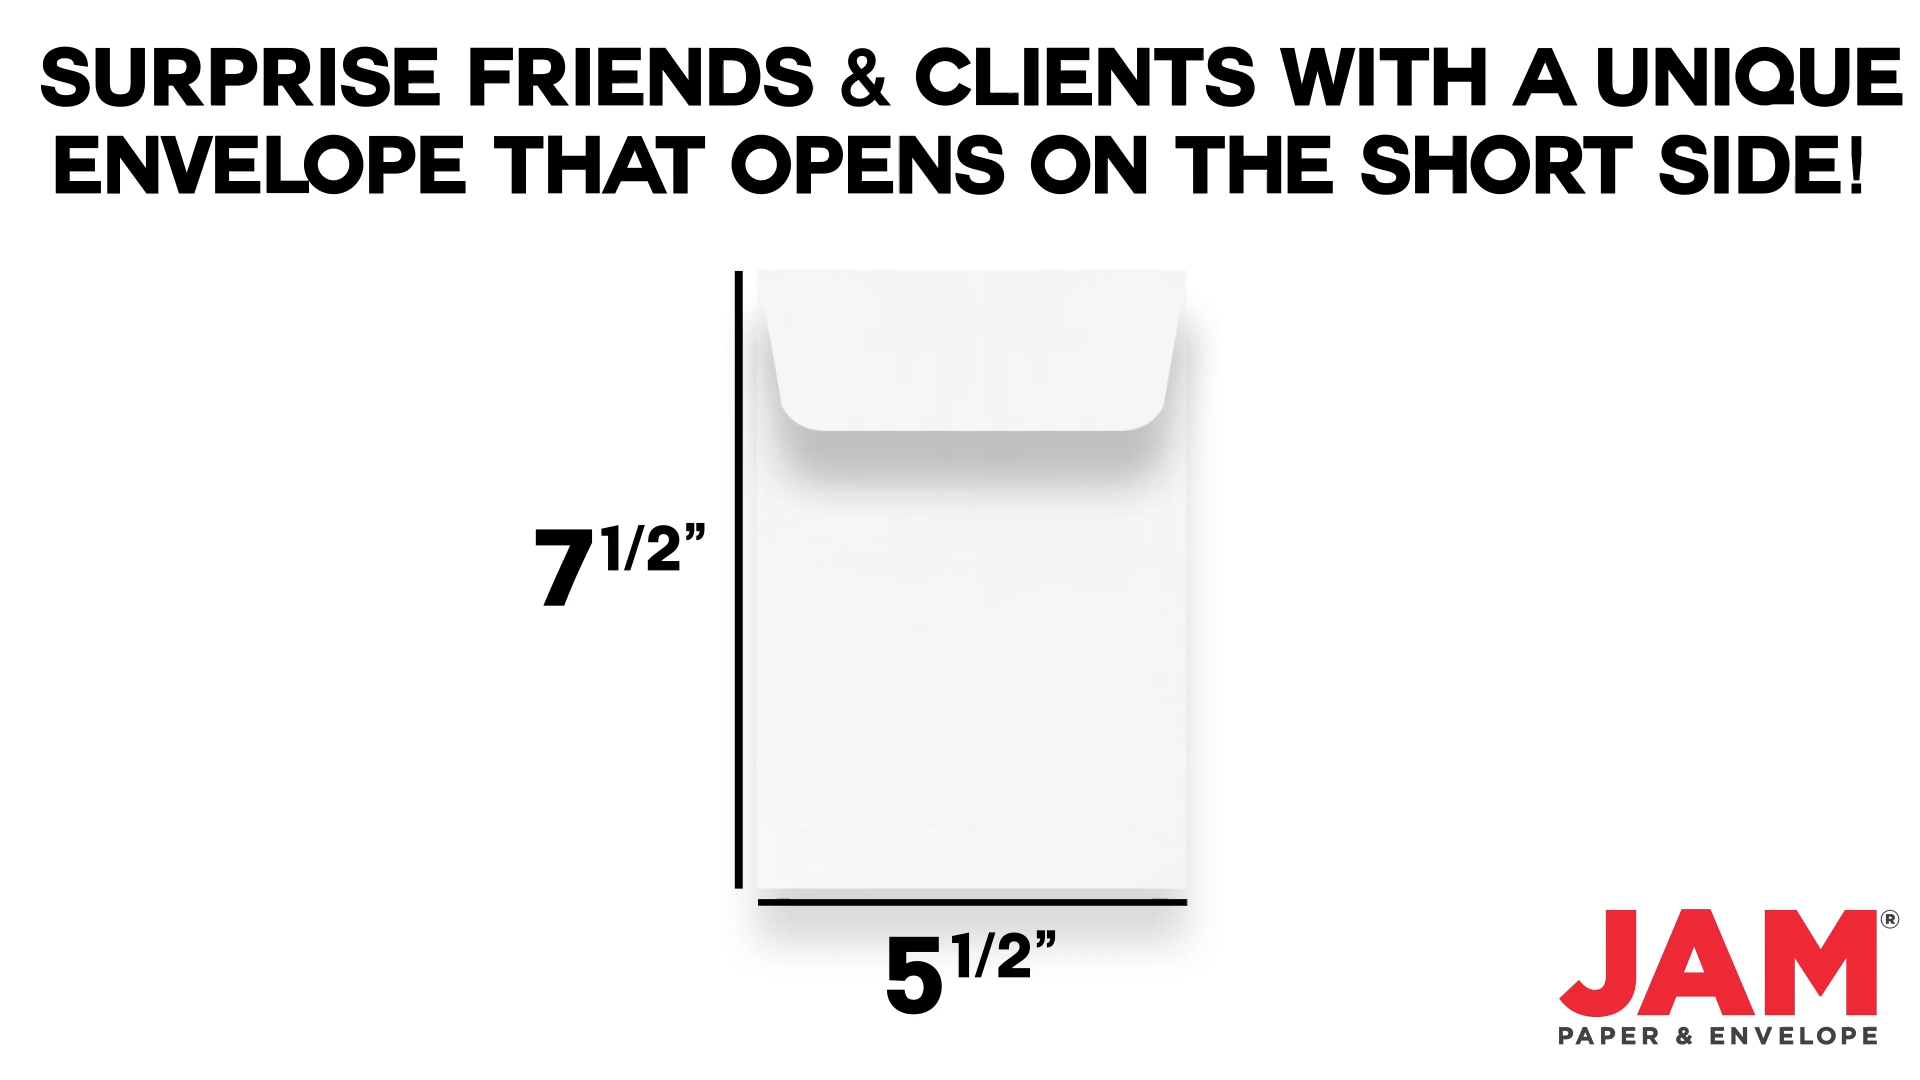 SURPRISE FRIENDS & CLIENTS WITH A UNIQUE
ENVELOPE THAT OPENS ON THE SHORT SIDE!
7 1/2”
5 1/2”
JAM®
PAPER & ENVELOPE